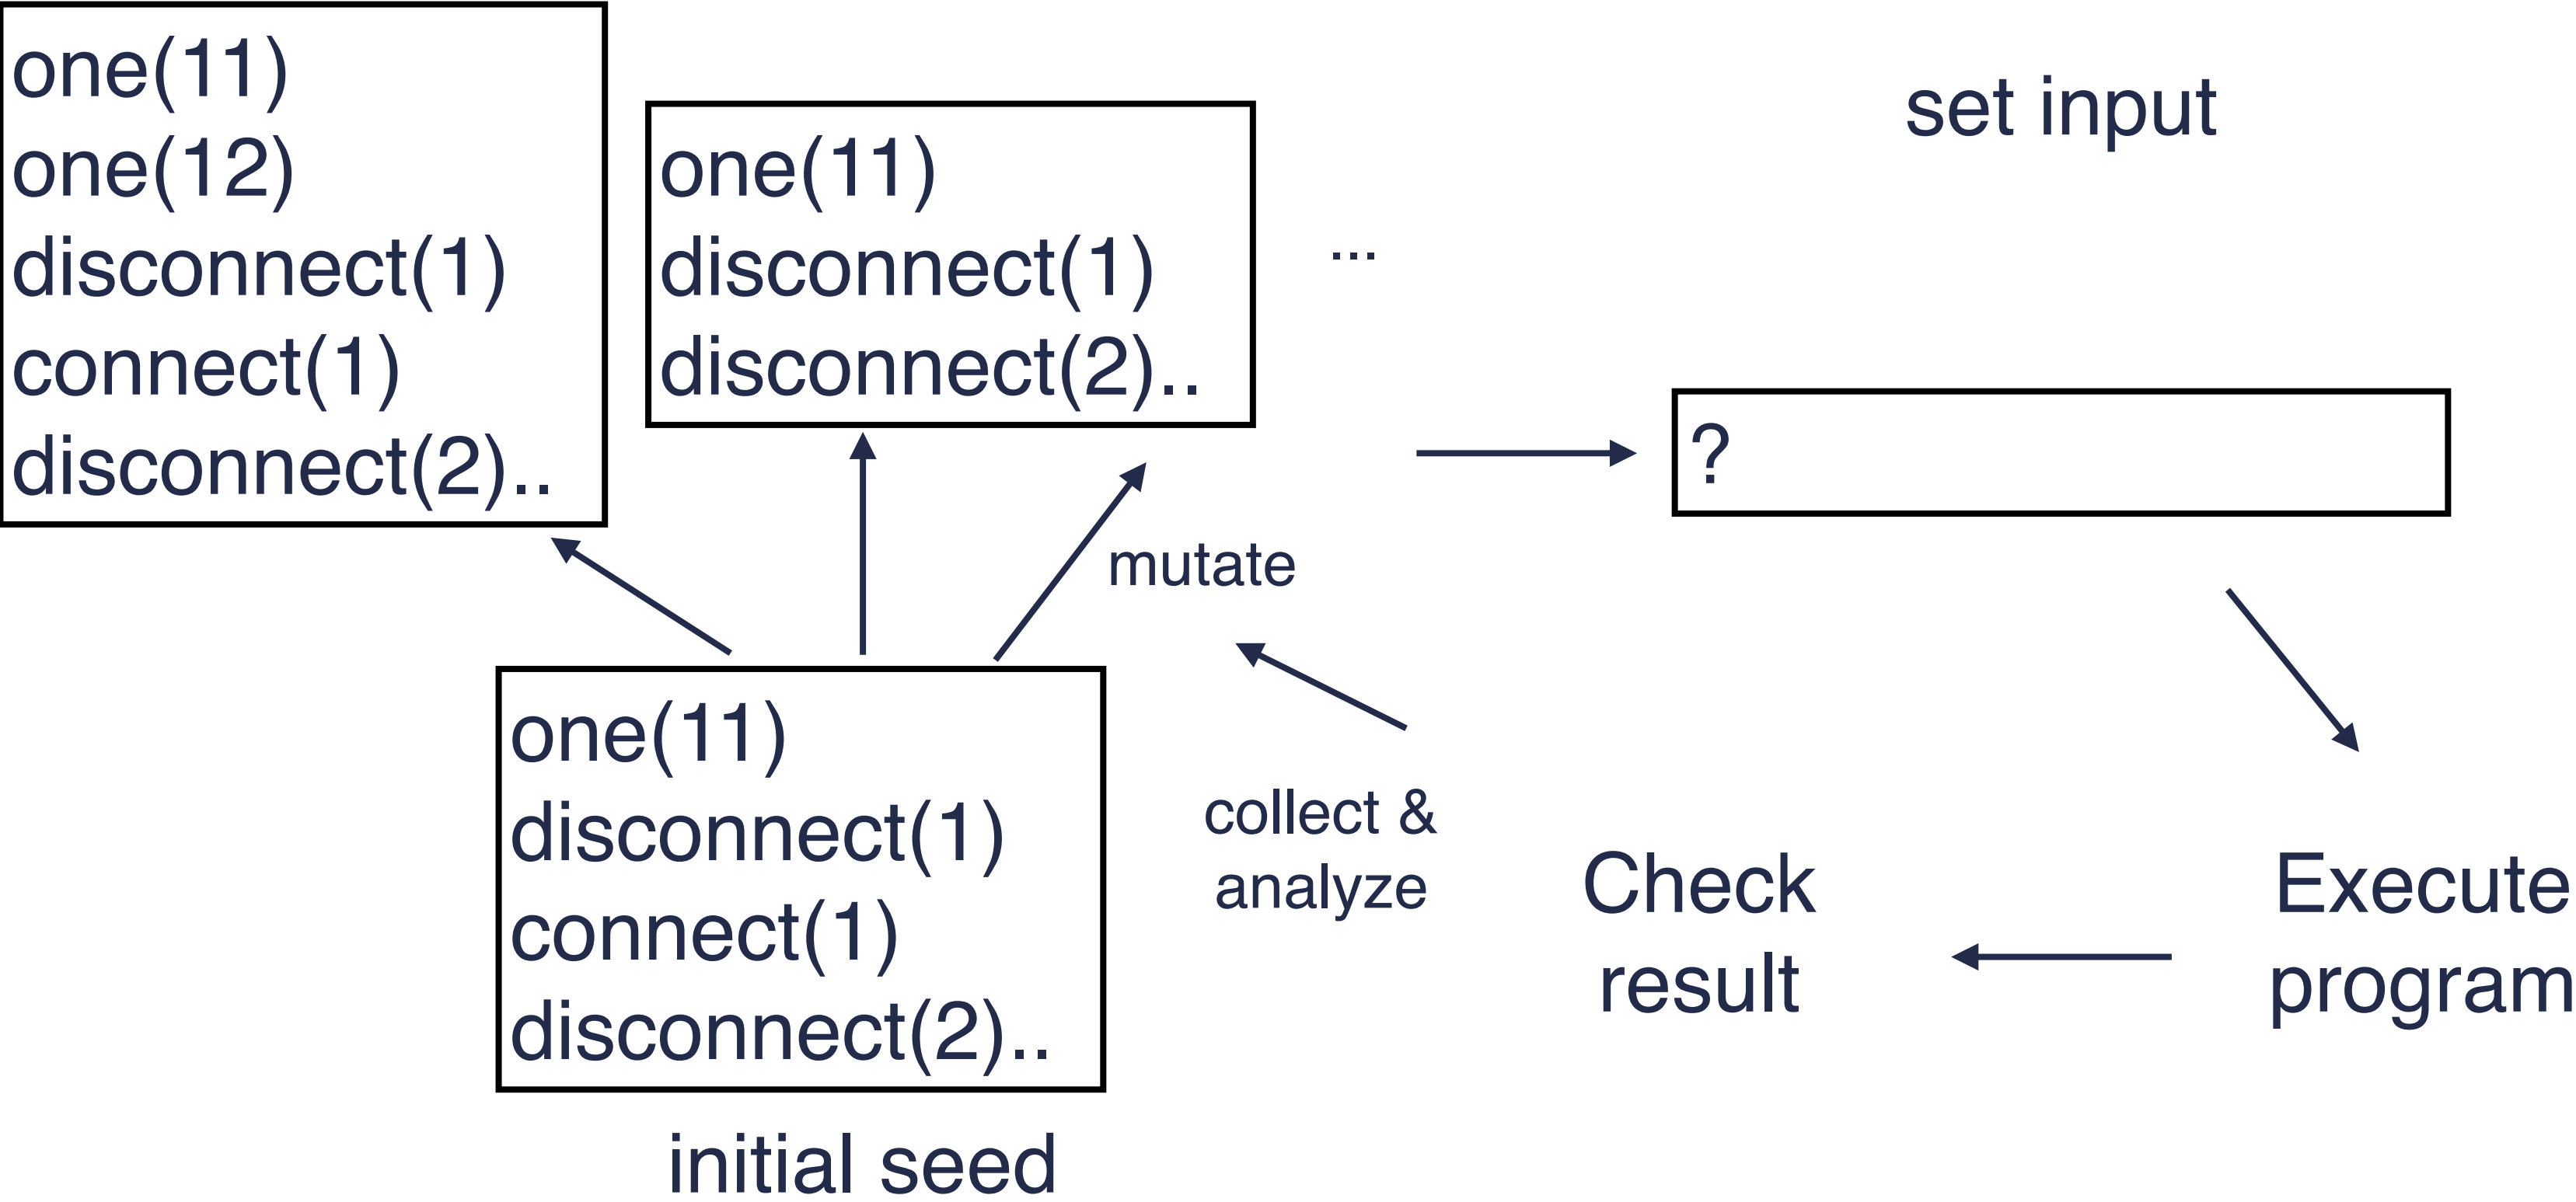 one(11)
one(12)
disconnect(1)
connect(1)
disconnect(2)..
one(11)
disconnect(1)
disconnect(2)..
...
set input
?
mutate
one(11)
disconnect(1)
connect(1)
disconnect(2)..
initial seed
collect &
analyze
Check
result
Execute
program